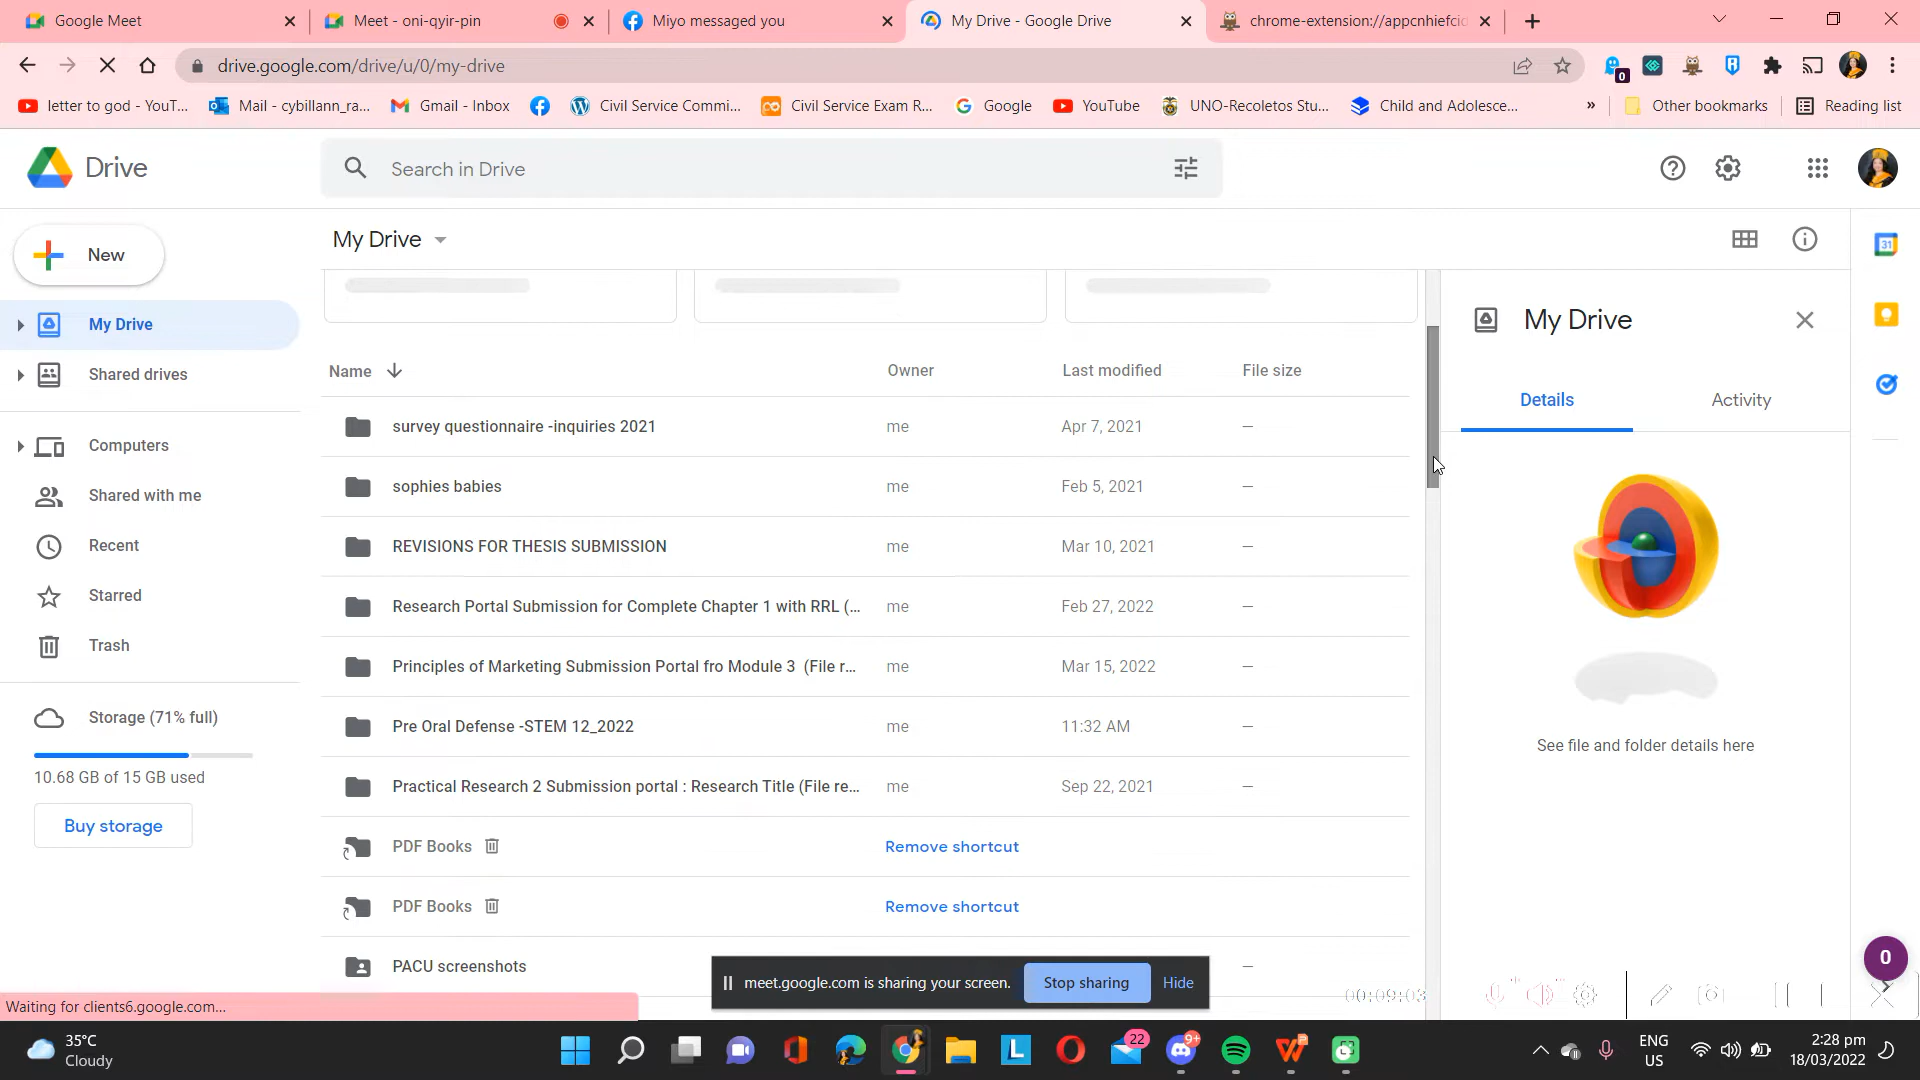 Google Meet
Meet - oni-qyir-pin
Miyo messaged you
My Drive - Google Drive
chrome-extension://appcnhiefcid
drive.google.com/drive/u/0/my-drive
0
letter to god - YouT...
Mail - cybillann_ra...
Gmail - Inbox
Civil Service Commi...
Civil Service Exam R...
Google
YouTube
UNO-Recoletos Stu...
Child and Adolesce...
»
Other bookmarks
Reading list
Drive
Search in Drive
New
My Drive
31
My Drive
Shared drives
Computers
Shared with me
Recent
Starred
Trash
Storage (71% full)
10.68 GB of 15 GB used
Buy storage
Name
Owner
Last modified
File size
survey questionnaire -inquiries 2021 me Apr 7, 2021 –
sophies babies me Feb 5, 2021 –
REVISIONS FOR THESIS SUBMISSION me Mar 10, 2021 –
Research Portal Submission for Complete Chapter 1 with RRL (... me Feb 27, 2022 –
Principles of Marketing Submission Portal fro Module 3 (File r... me Mar 15, 2022 –
Pre Oral Defense -STEM 12_2022 me 11:32 AM –
Practical Research 2 Submission portal : Research Title (File re... me Sep 22, 2021 –
PDF Books Remove shortcut
PDF Books Remove shortcut
PACU screenshots –
My Drive
Details
Activity
See file and folder details here
0
meet.google.com is sharing your screen.
Stop sharing
Hide
00:09:03
Waiting for clients6.google.com...
35°C
Cloudy
L
22
9+
ENG
US
2:28 pm
18/03/2022